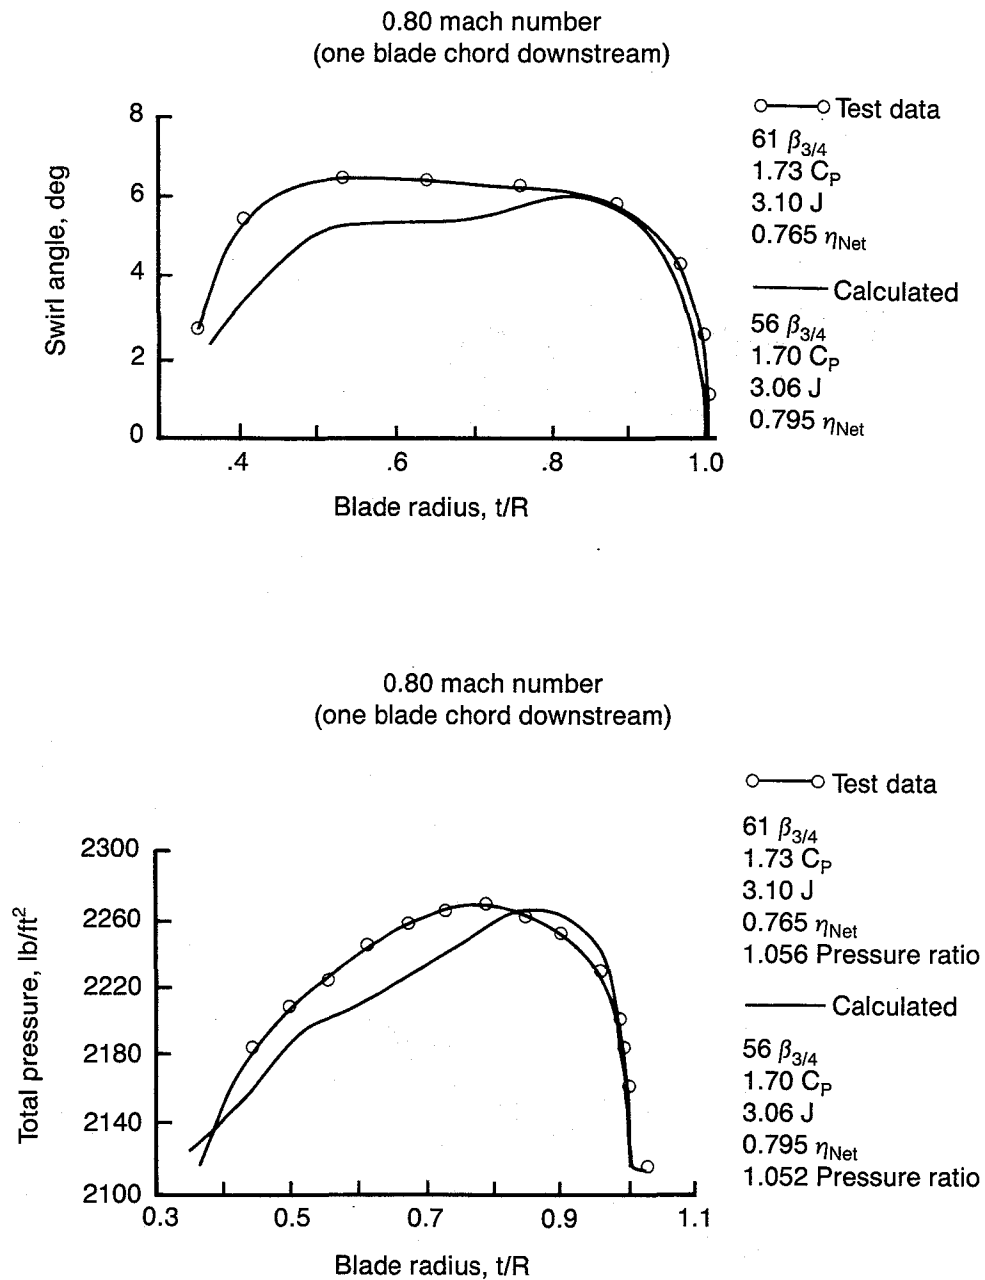 0.80 mach number
(one blade chord downstream)
8
6
4
2
0
Swirl angle, deg
.4
.6
.8
1.0
Blade radius, t/R
Test data
61 β3/4
1.73 CP
3.10 J
0.765 ηNet
Calculated
56 β3/4
1.70 CP
3.06 J
0.795 ηNet
0.80 mach number
(one blade chord downstream)
2300
2260
2220
2180
2140
2100
Total pressure, lb/ft2
0.3
0.5
0.7
0.9
1.1
Blade radius, t/R
Test data
61 β3/4
1.73 CP
3.10 J
0.765 ηNet
1.056 Pressure ratio
Calculated
56 β3/4
1.70 CP
3.06 J
0.795 ηNet
1.052 Pressure ratio